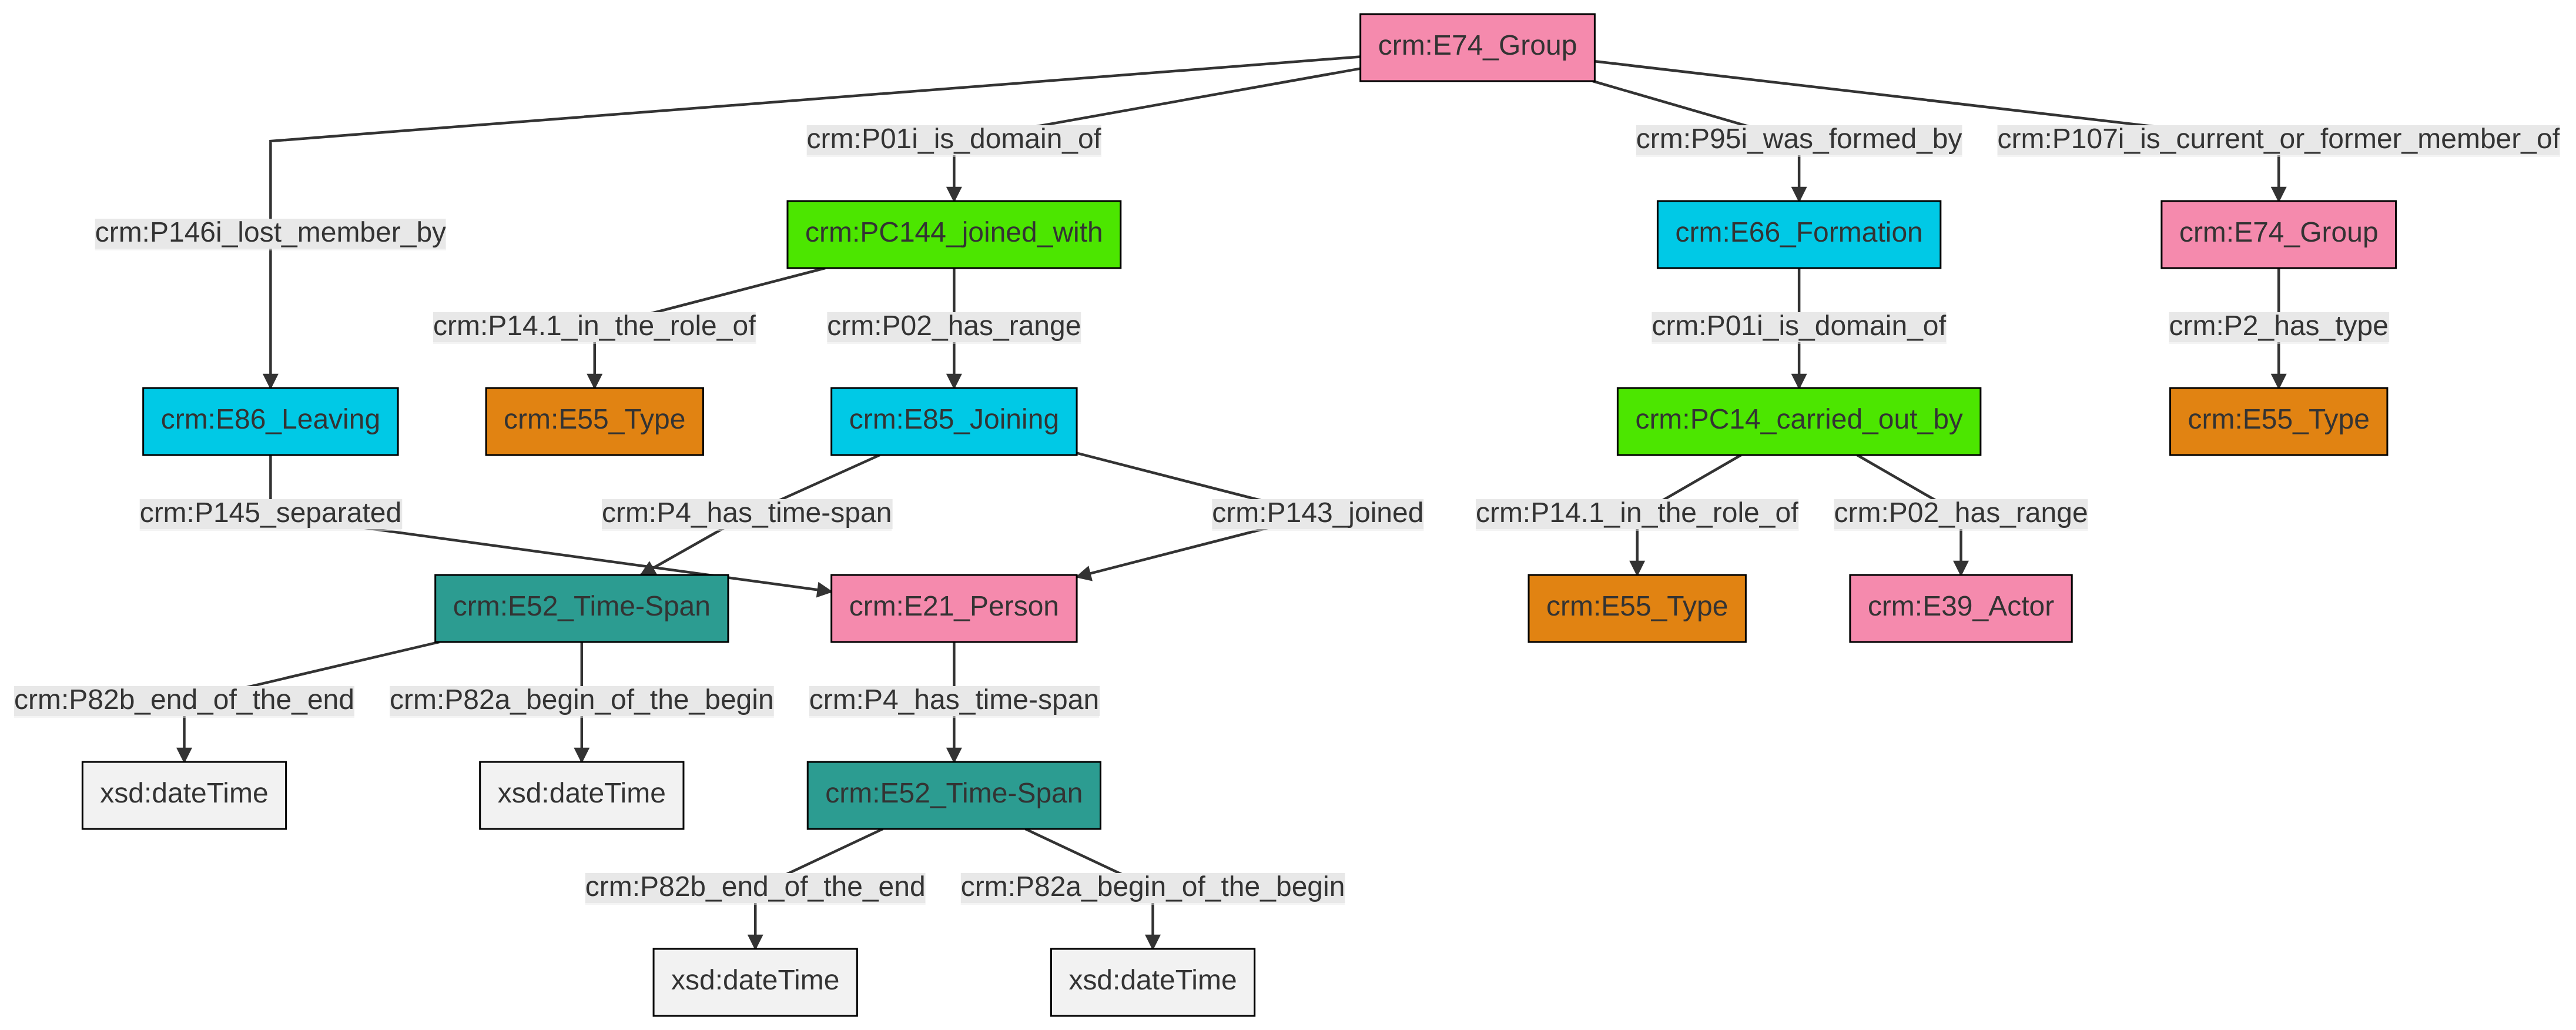 crm:E74_Group
crm:P01i_is_domain_of
crm:P95i_was_formed_by
crm:P107i_is_current_or_former_member_of
crm:P146i_lost_member_by
crm:PC144_joined_with
crm:E66_Formation
crm:E74_Group
crm:P14.1_in_the_role_of
crm:P02_has_range
crm:P01i_is_domain_of
crm:P2_has_type
crm:E86_Leaving
crm:E55_Type
crm:E85_Joining
crm:PC14_carried_out_by
crm:E55_Type
crm:P145_separated
crm:P4_has_time-span
crm:P143_joined
crm:P14.1_in_the_role_of
crm:P02_has_range
crm:E52_Time-Span
crm:E21_Person
crm:E55_Type
crm:E39_Actor
crm:P82b_end_of_the_end
crm:P82a_begin_of_the_begin
crm:P4_has_time-span
xsd:dateTime
xsd:dateTime
crm:E52_Time-Span
crm:P82b_end_of_the_end
crm:P82a_begin_of_the_begin
xsd:dateTime
xsd:dateTime